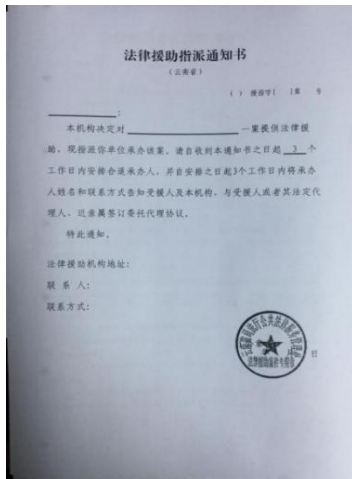 法律援助指派通知书
(云南省)
( ) 援指字[ ]第 号
:
本机构决定对 一案提供法律援
助,现指派你单位承办该案。请自收到本通知书之日起 3 个
工作日内安排合适承办人,并自安排之日起3个工作日内将承办
人姓名和联系方式告知受援人及本机构,与受援人或者其法定代
理人、近亲属签订委托代理协议。
特此通知。
法律援助机构地址:
联 系 人:
联系方式:
日